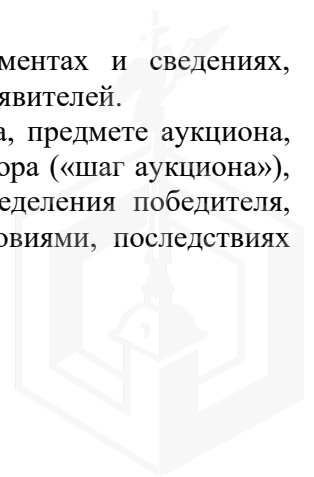 ментах и сведениях,
явителей.
а, предмете аукциона,
ора («шаг аукциона»),
еделения победителя,
овиями, последствиях